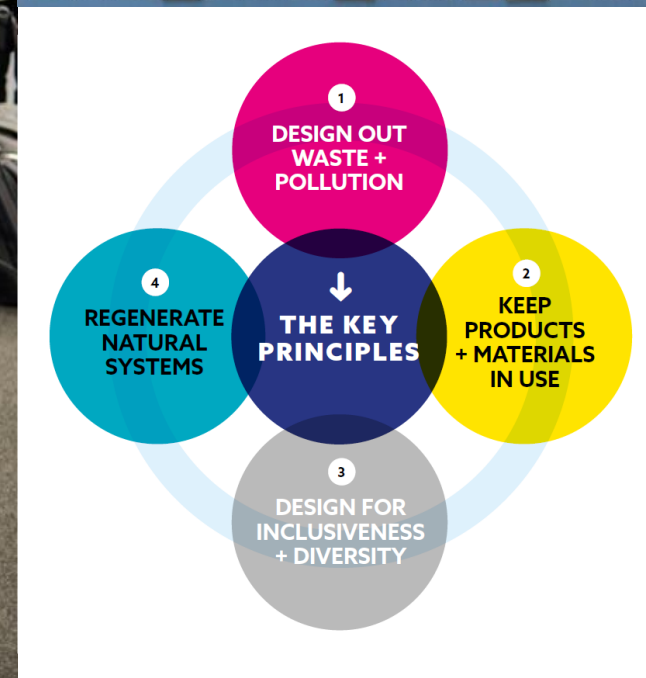 1
DESIGN OUT
WASTE +
POLLUTION
2
KEEP
PRODUCTS
+ MATERIALS
IN USE
3
DESIGN FOR
INCLUSIVENESS
+ DIVERSITY
4
REGENERATE
NATURAL
SYSTEMS
↓
THE KEY
PRINCIPLES